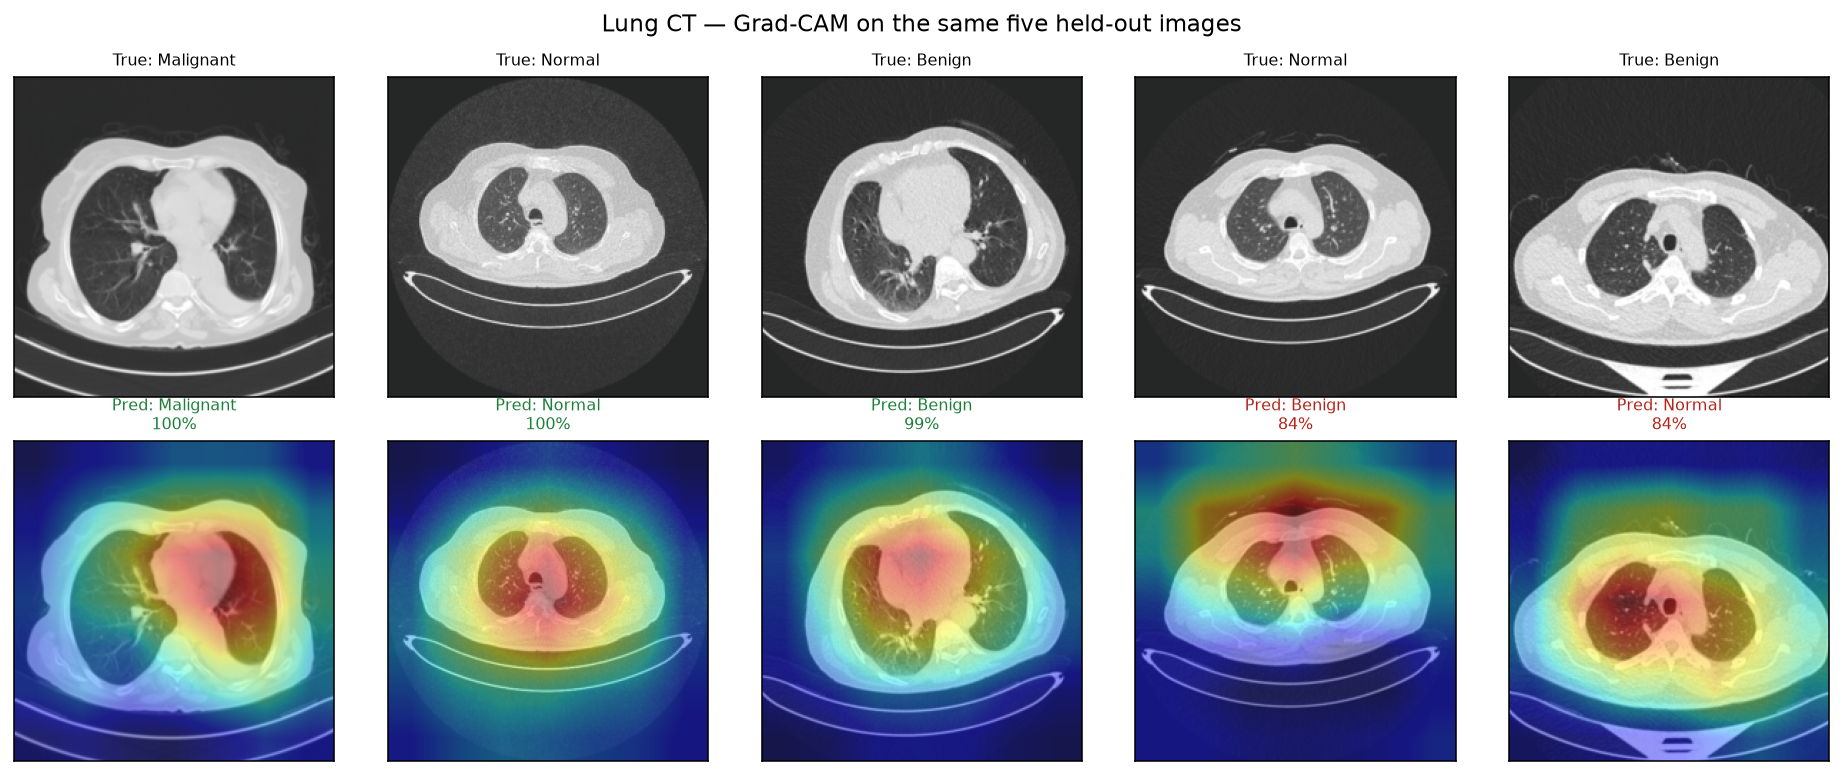 Lung CT — Grad-CAM on the same five held-out images
True: Malignant
True: Normal
True: Benign
True: Normal
True: Benign
Pred: Malignant
100%
Pred: Normal
100%
Pred: Benign
99%
Pred: Benign
84%
Pred: Normal
84%